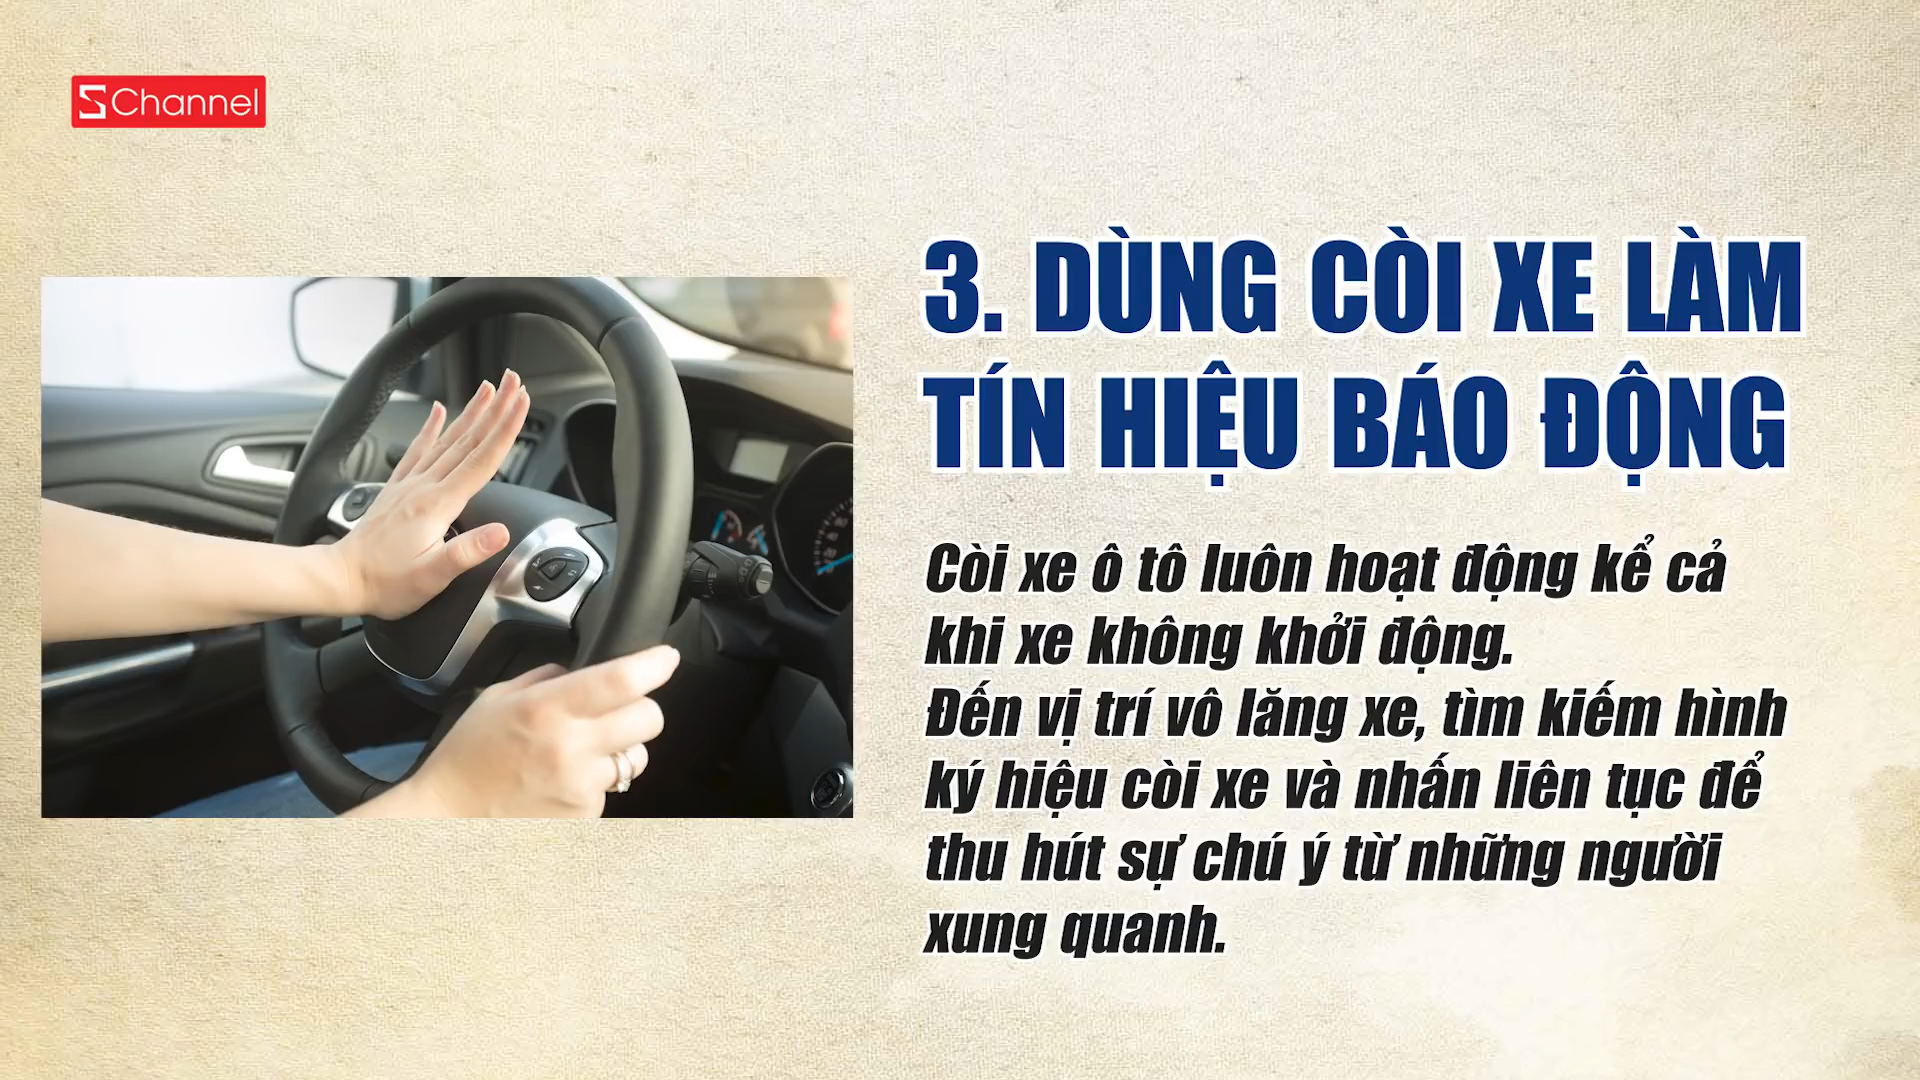 S Channel
3. DÙNG CÒI XE LÀM
TÍN HIỆU BÁO ĐỘNG
Còi xe ô tô luôn hoạt động kể cả
khi xe không khởi động.
Đến vị trí vô lăng xe, tìm kiếm hình
ký hiệu còi xe và nhấn liên tục để
thu hút sự chú ý từ những người
xung quanh.